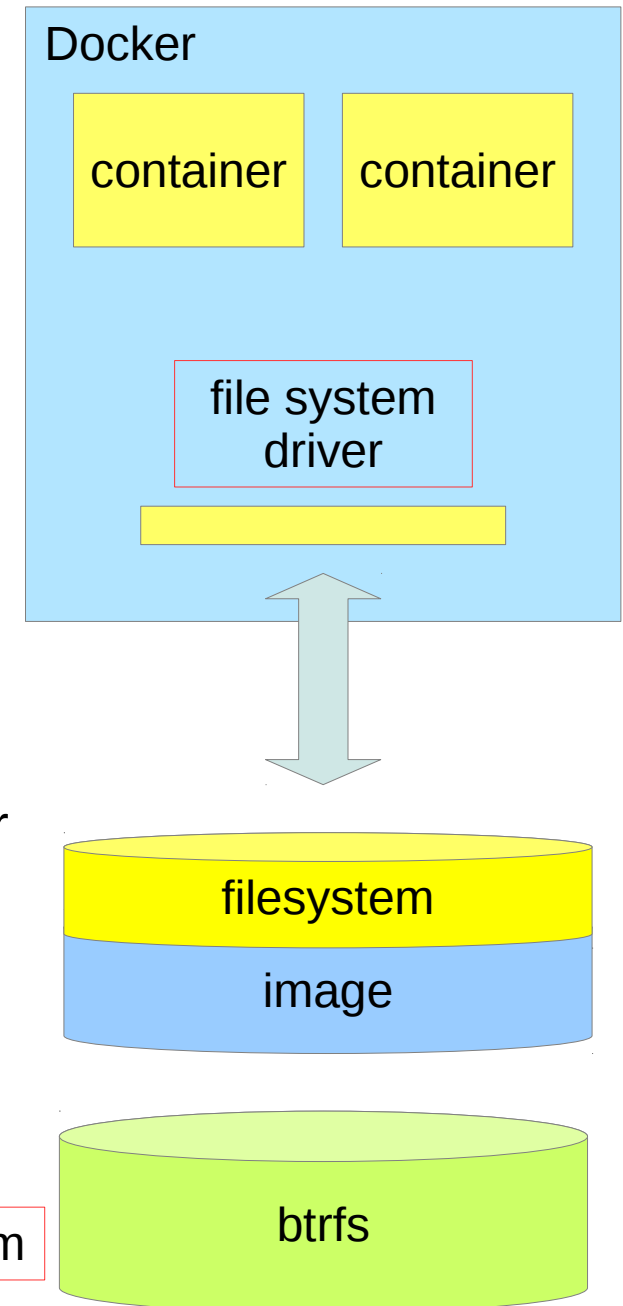 Docker
container container
file system
driver
r
filesystem
image
btrfs
m